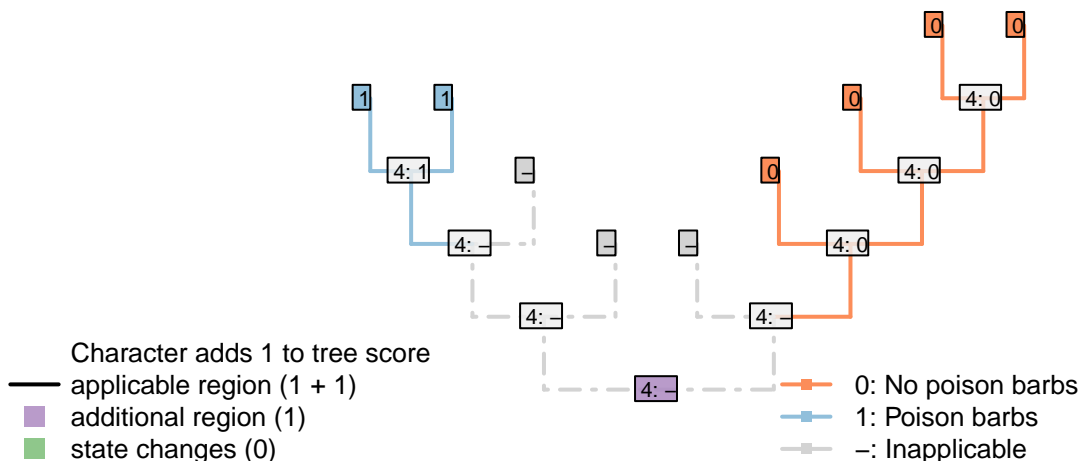 0 0
1 1 0 4: 0
4: 1 – 0 4: 0
4: – – – 4: 0
4: – 4: –
Character adds 1 to tree score
applicable region (1 + 1) 4: – 0: No poison barbs
additional region (1) 1: Poison barbs
state changes (0) –: Inapplicable